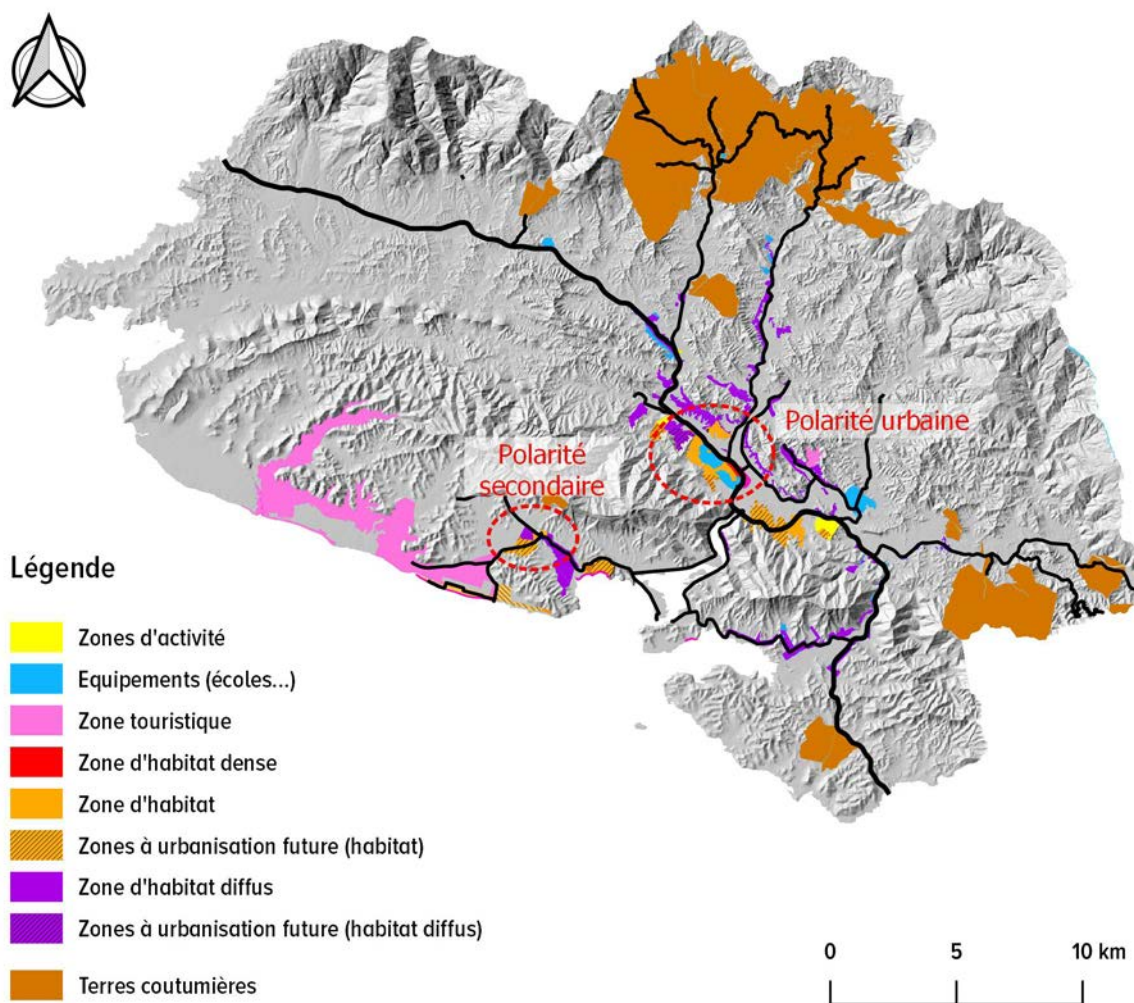 Polarité urbaine
Polarité
secondaire
Légende
Zones d'activité
Equipements (écoles...)
Zone touristique
Zone d'habitat dense
Zone d'habitat
Zones à urbanisation future (habitat)
Zone d'habitat diffus
Zones à urbanisation future (habitat diffus)
Terres coutumières
0 5 10 km